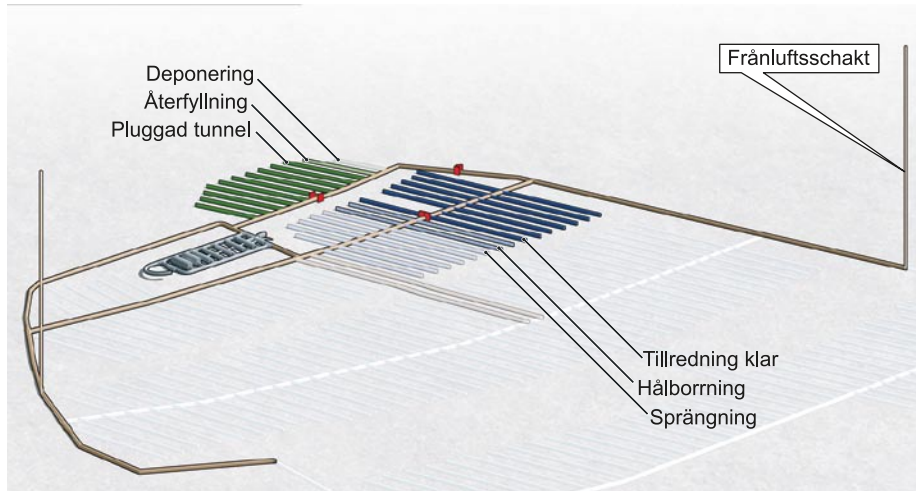 Frånluftsschakt
Deponering
Återfyllning
Pluggad tunnel
Tillredning klar
Hålborrning
Sprängning